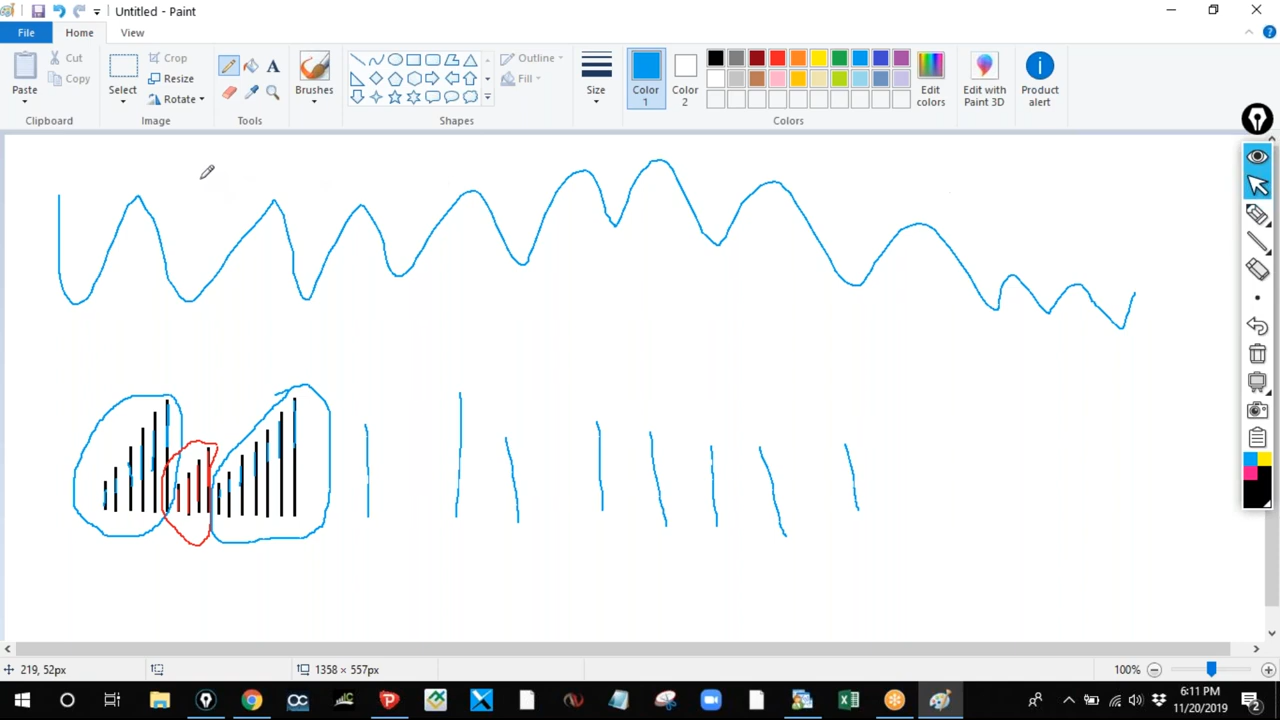 Untitled - Paint
File Home View
Cut
Copy
Paste
Clipboard
Crop
Resize
Rotate
Select
Image
A
Tools
Brushes
Outline
Fill
Shapes
Size
Color 1
Color 2
Edit colors
Colors
Edit with Paint 3D
Product alert
219, 52px
1358 × 557px
100%
6:11 PM
11/20/2019
2